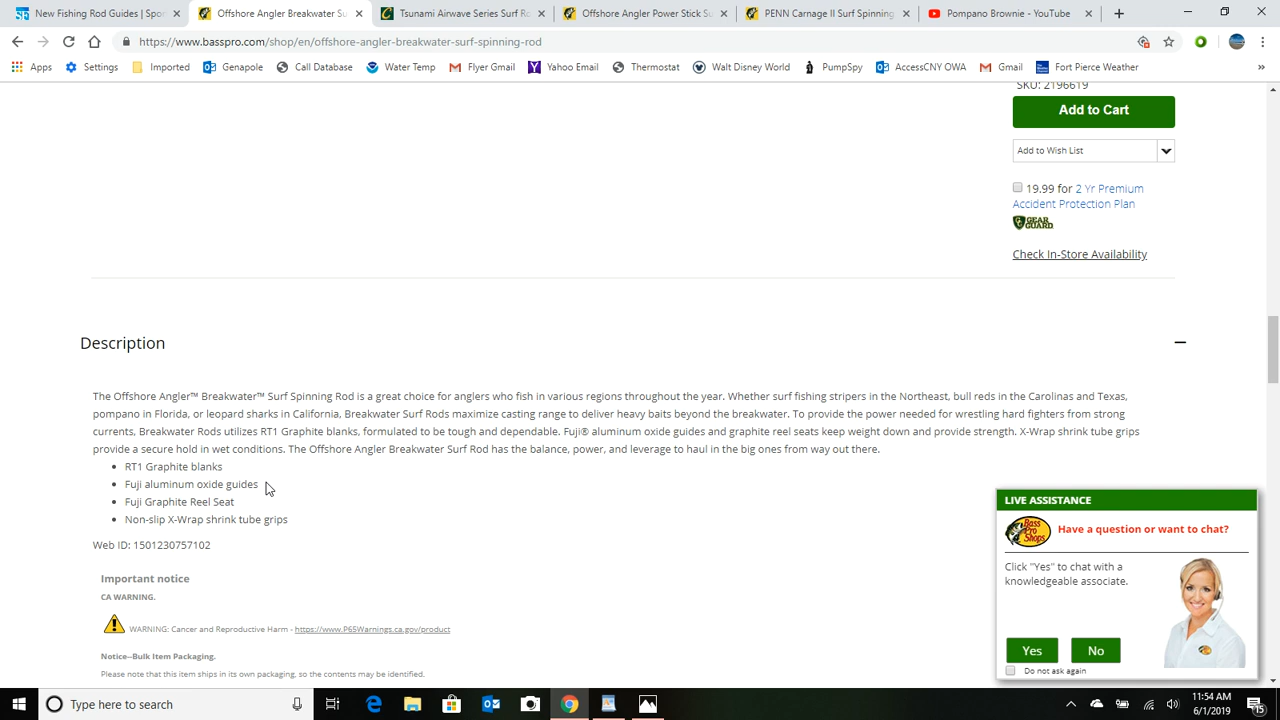 New Fishing Rod Guides | Spor
Offshore Angler Breakwater Su
Tsunami Airwave Series Surf Ro
Offshore Angler Power Stick Su
PENN Carnage II Surf Spinning
Pompano Brownie - YouTube
https://www.basspro.com/shop/en/offshore-angler-breakwater-surf-spinning-rod
Apps Settings Imported Genapole Call Database Water Temp Flyer Gmail Yahoo Email Thermostat Walt Disney World PumpSpy AccessCNY OWA Gmail Fort Pierce Weather »
SKU: 2196619
Add to Cart
Add to Wish List
19.99 for 2 Yr Premium
Accident Protection Plan
GEAR
GUARD
Check In-Store Availability
Description
The Offshore Angler™ Breakwater™ Surf Spinning Rod is a great choice for anglers who fish in various regions throughout the year. Whether surf fishing stripers in the Northeast, bull reds in the Carolinas and Texas,
pompano in Florida, or leopard sharks in California, Breakwater Surf Rods maximize casting range to deliver heavy baits beyond the breakwater. To provide the power needed for wrestling hard fighters from strong
currents, Breakwater Rods utilizes RT1 Graphite blanks, formulated to be tough and dependable. Fuji® aluminum oxide guides and graphite reel seats keep weight down and provide strength. X-Wrap shrink tube grips
provide a secure hold in wet conditions. The Offshore Angler Breakwater Surf Rod has the balance, power, and leverage to haul in the big ones from way out there.
• RT1 Graphite blanks
• Fuji aluminum oxide guides
• Fuji Graphite Reel Seat
• Non-slip X-Wrap shrink tube grips
Web ID: 1501230757102
Important notice
CA WARNING.
WARNING: Cancer and Reproductive Harm - https://www.P65Warnings.ca.gov/product
Notice--Bulk Item Packaging.
Please note that this item ships in its own packaging, so the contents may be identified.
LIVE ASSISTANCE
Bass
Pro
Shops
Have a question or want to chat?
Click "Yes" to chat with a
knowledgeable associate.
Yes No
Do not ask again
Type here to search
11:54 AM
6/1/2019
15